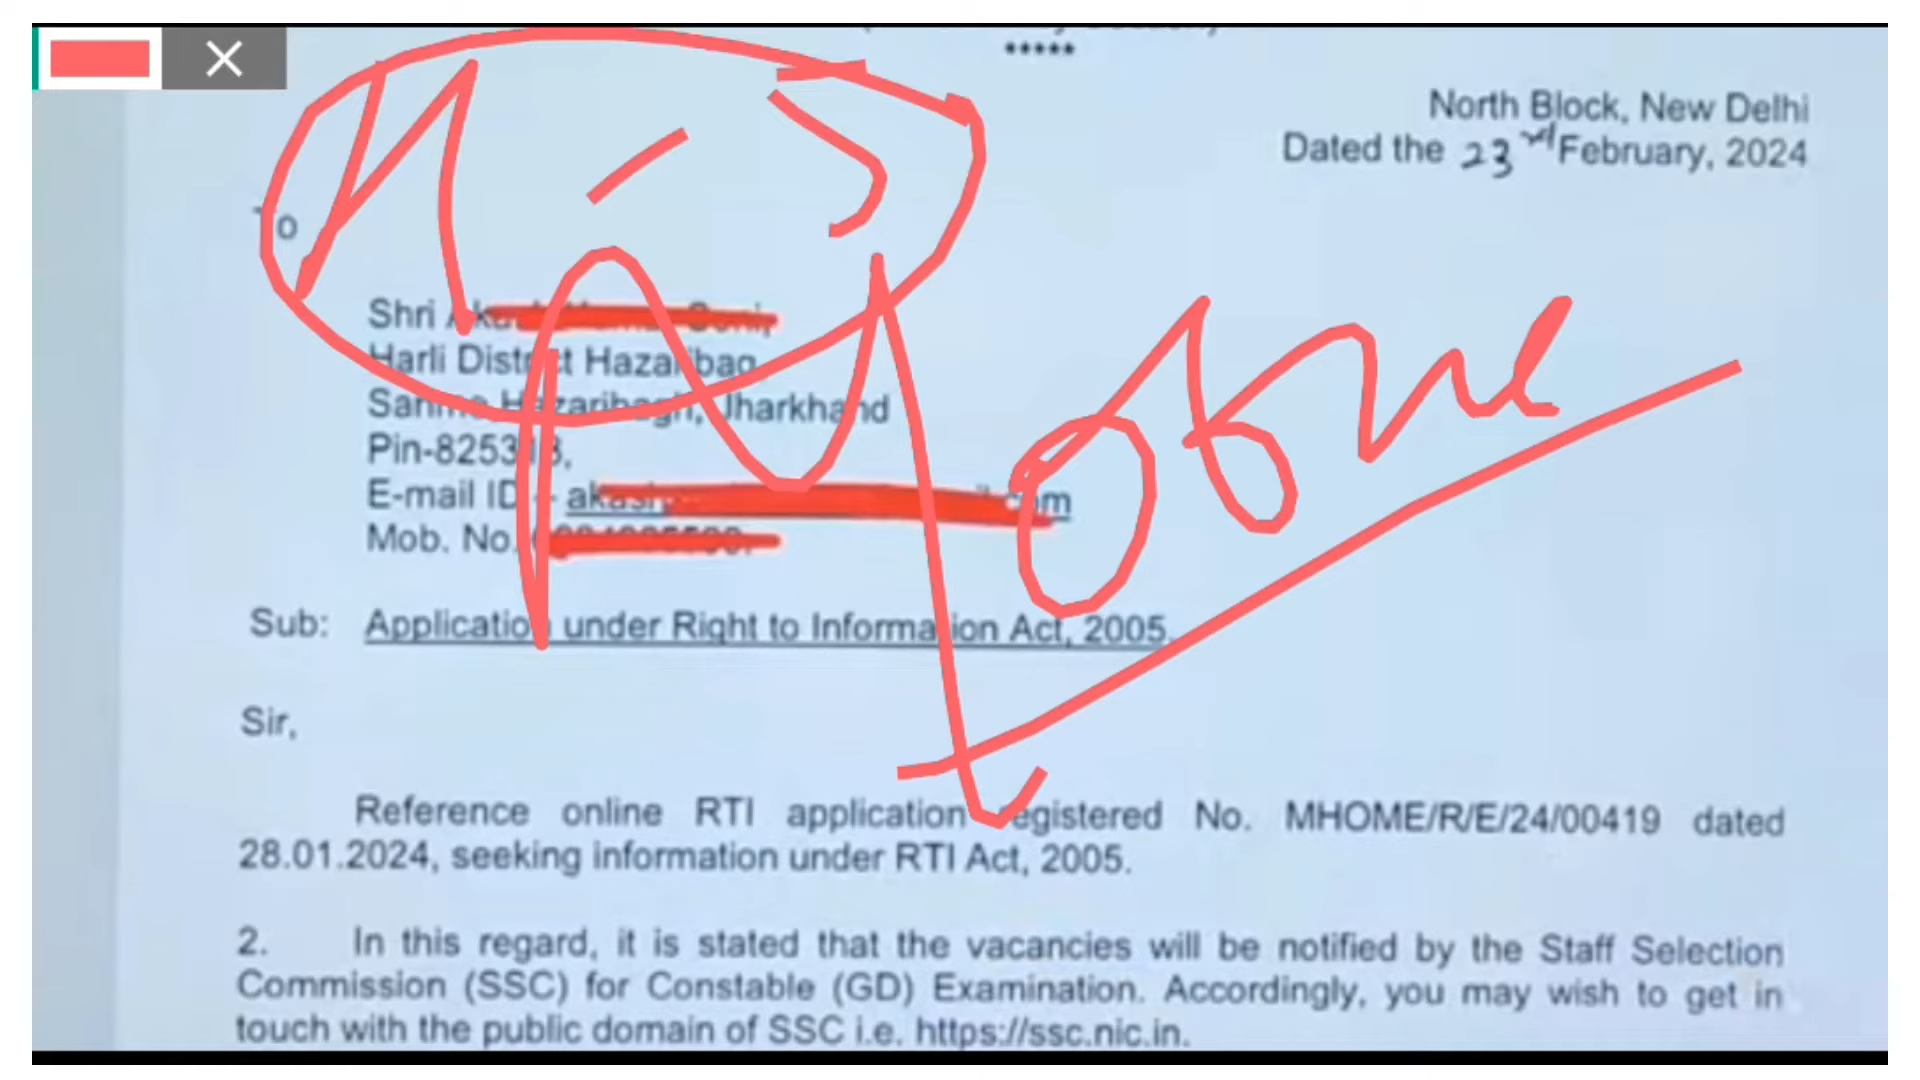 *****
North Block, New Delhi
Dated the 23rd February, 2024
To
Shri
Harli District Hazaribag,
Hazaribagh, Jharkhand
Pin-825313,
E-mail ID -
Mob. No.
Sub: Application under Right to Information Act, 2005.
Sir,
Reference online RTI application registered No. MHOME/R/E/24/00419 dated
28.01.2024, seeking information under RTI Act, 2005.
2. In this regard, it is stated that the vacancies will be notified by the Staff Selection
Commission (SSC) for Constable (GD) Examination. Accordingly, you may wish to get in
touch with the public domain of SSC i.e. https://ssc.nic.in.